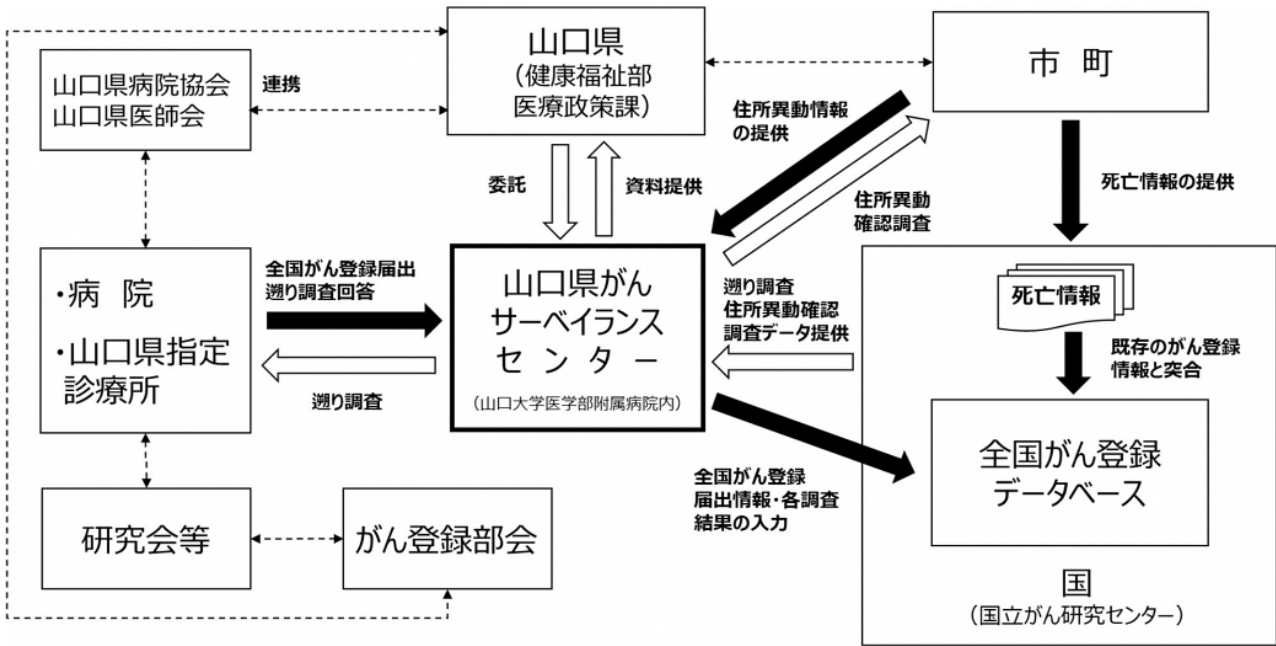 山口県
（健康福祉部
医療政策課）
市 町
山口県病院協会
山口県医師会
連携
住所異動情報
の提供
委託
資料提供
住所異動
確認調査
死亡情報の提供
・病 院
・山口県指定
診療所
全国がん登録届出
遡り調査回答
遡り調査
山口県がん
サーベイランス
センター
（山口大学医学部附属病院内）
遡り調査
住所異動確認
調査データ提供
死亡情報
既存のがん登録
情報と突合
全国がん登録
データベース
全国がん登録
届出情報・各調査
結果の入力
研究会等
がん登録部会
国
（国立がん研究センター）